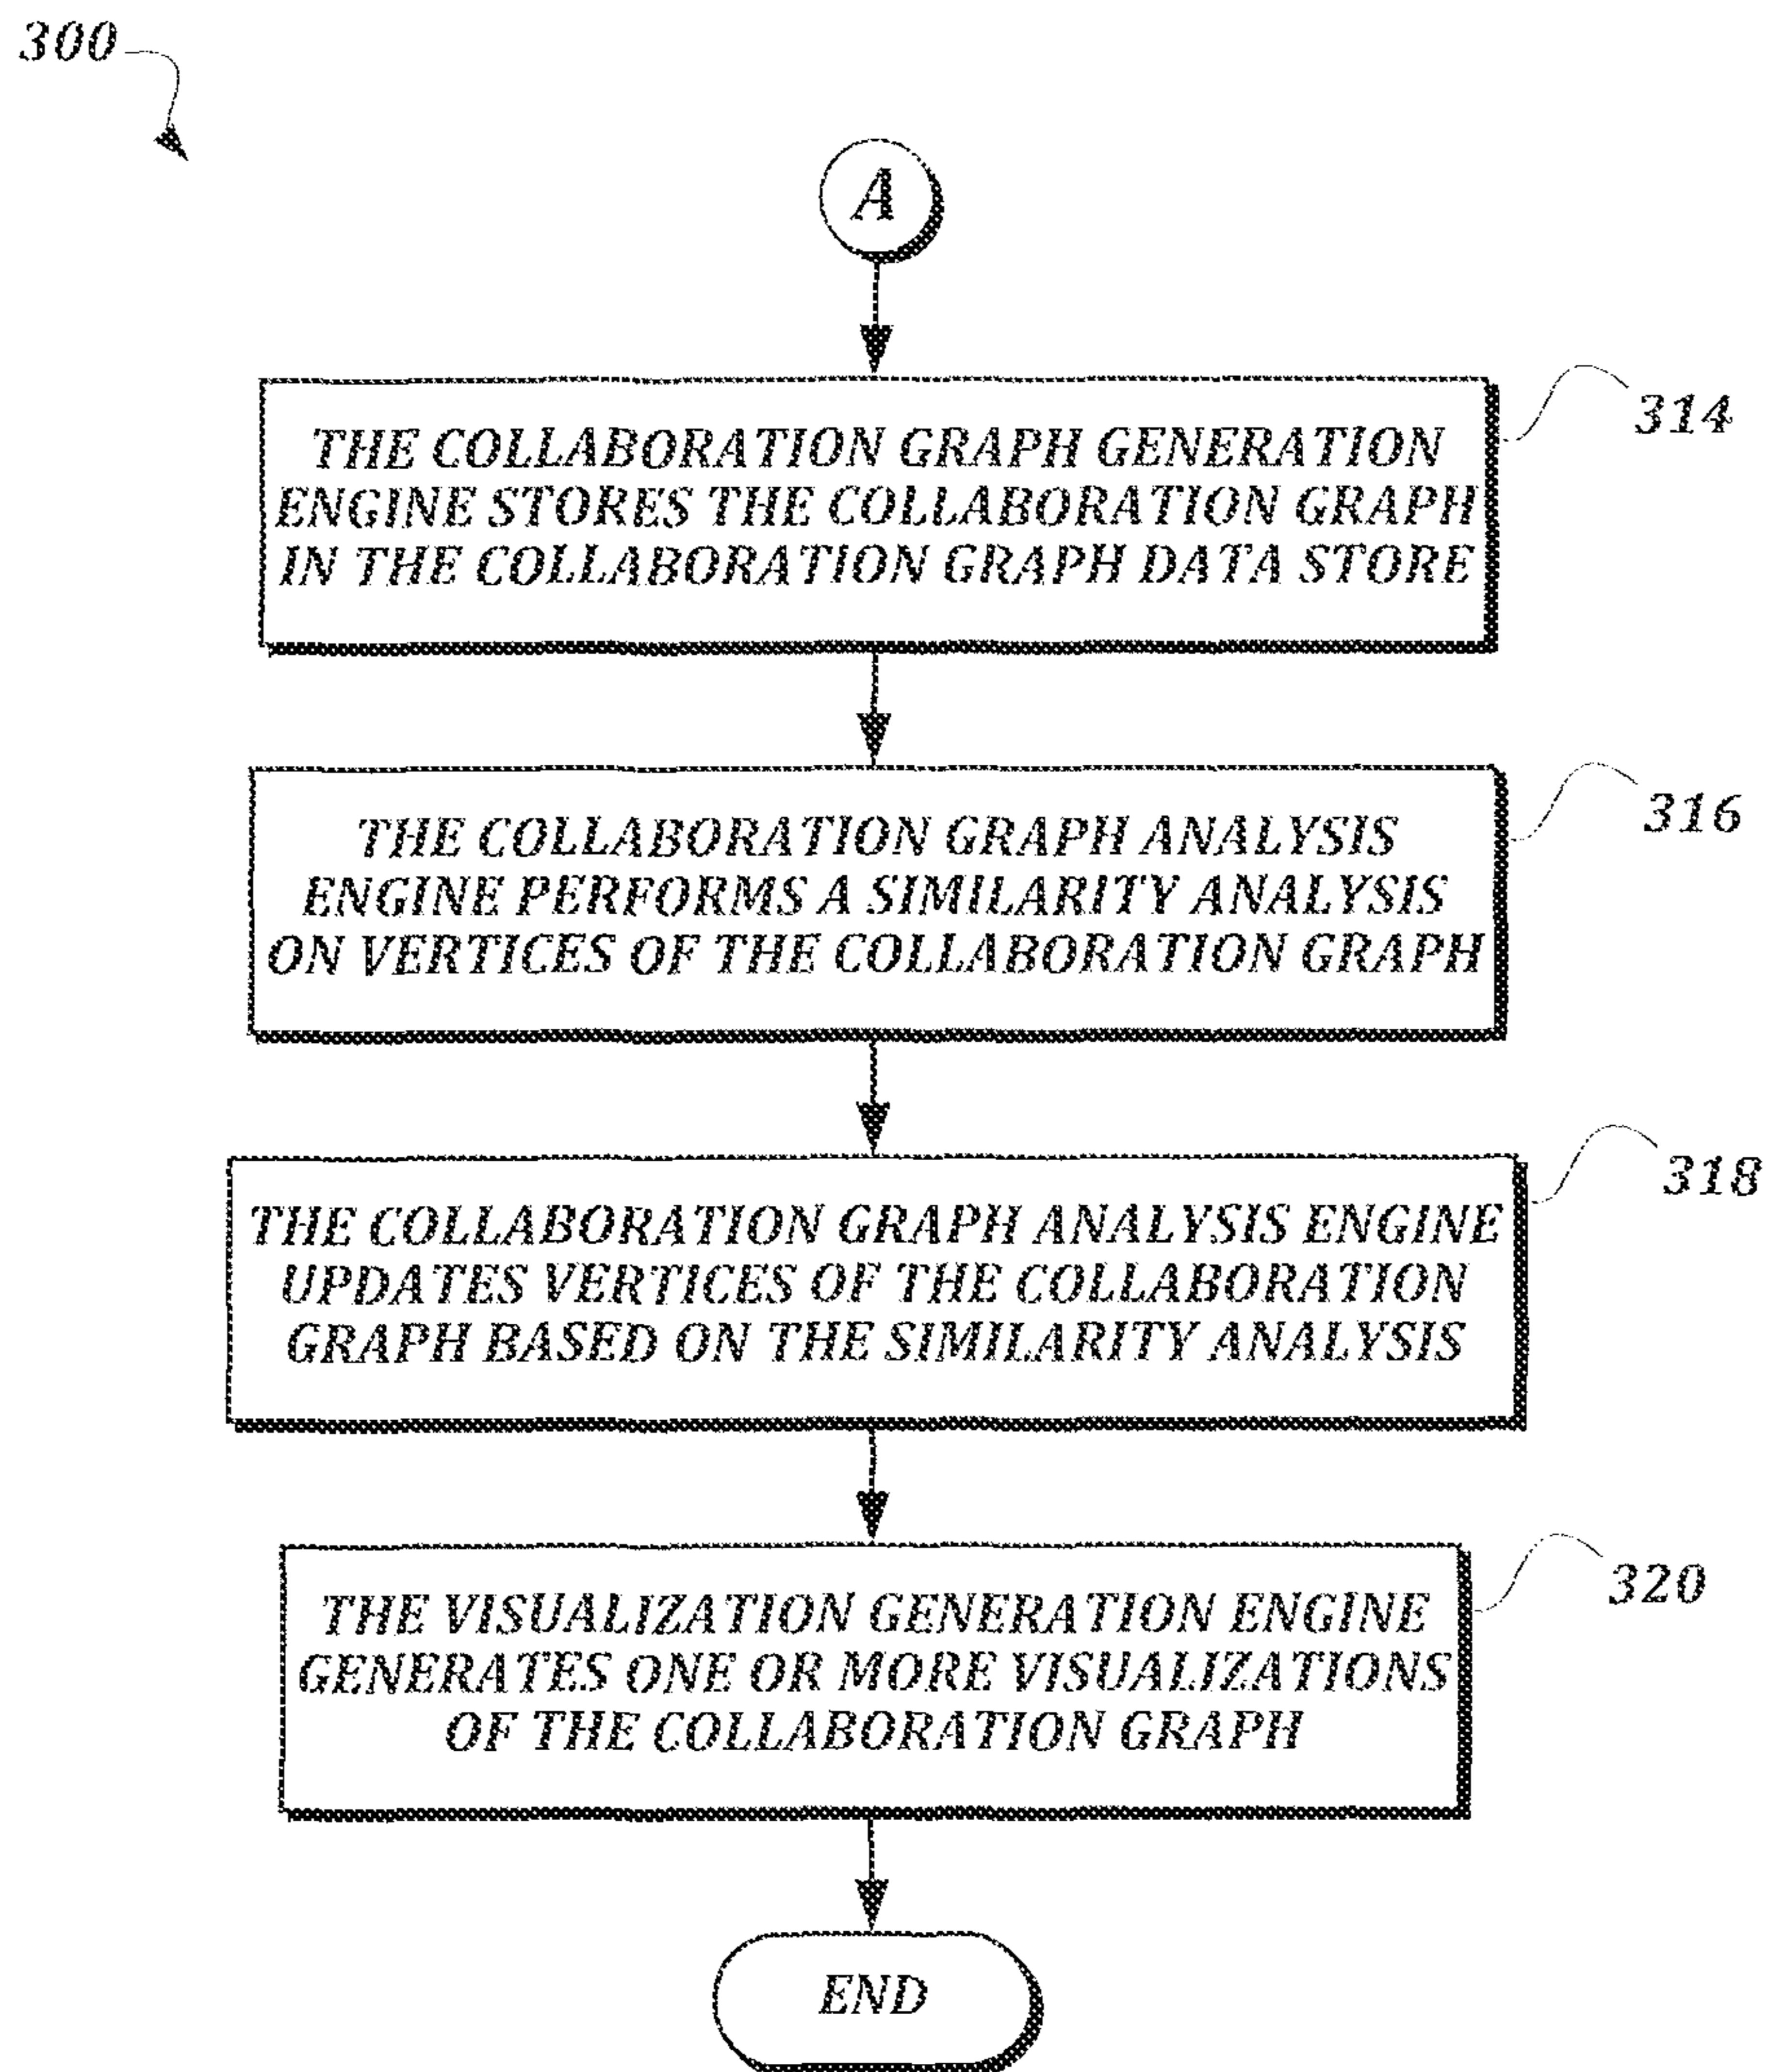 300
A
THE COLLABORATION GRAPH GENERATION
ENGINE STORES THE COLLABORATION GRAPH
IN THE COLLABORATION GRAPH DATA STORE
314
THE COLLABORATION GRAPH ANALYSIS
ENGINE PERFORMS A SIMILARITY ANALYSIS
ON VERTICES OF THE COLLABORATION GRAPH
316
THE COLLABORATION GRAPH ANALYSIS ENGINE
UPDATES VERTICES OF THE COLLABORATION
GRAPH BASED ON THE SIMILARITY ANALYSIS
318
THE VISUALIZATION GENERATION ENGINE
GENERATES ONE OR MORE VISUALIZATIONS
OF THE COLLABORATION GRAPH
320
END